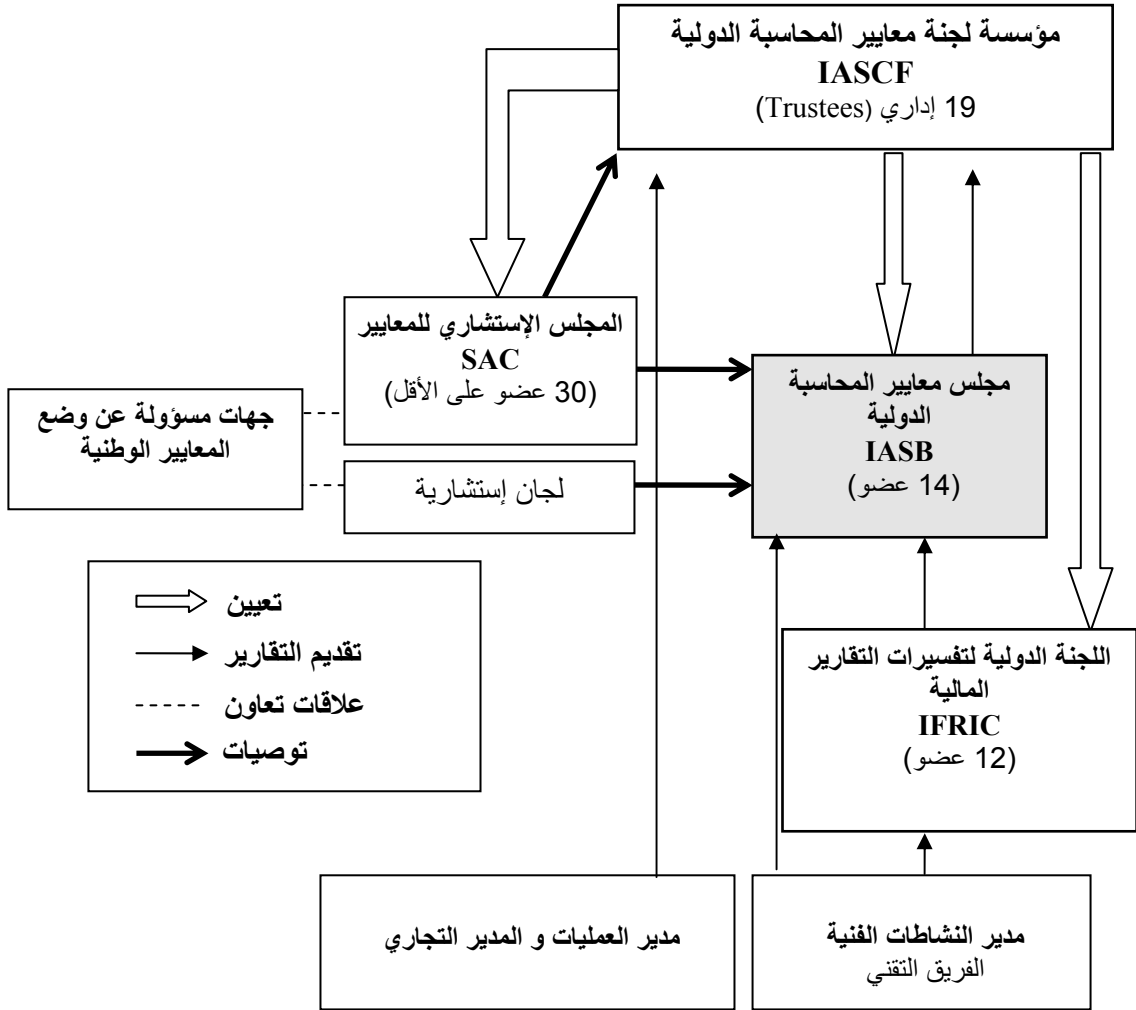 مؤسسة لجنة معايير المحاسبة الدولية
IASCF
19 إداري (Trustees)
المجلس الإستشاري للمعايير
SAC
(30 عضو على الأقل)
مجلس معايير المحاسبة
الدولية
IASB
(14 عضو)
جهات مسؤولة عن وضع
المعايير الوطنية
لجان إستشارية
تعيين
تقديم التقارير
علاقات تعاون
توصيات
اللجنة الدولية لتفسيرات التقارير
المالية
IFRIC
(12 عضو)
مدير العمليات و المدير التجاري
مدير النشاطات الفنية
الفريق التقني